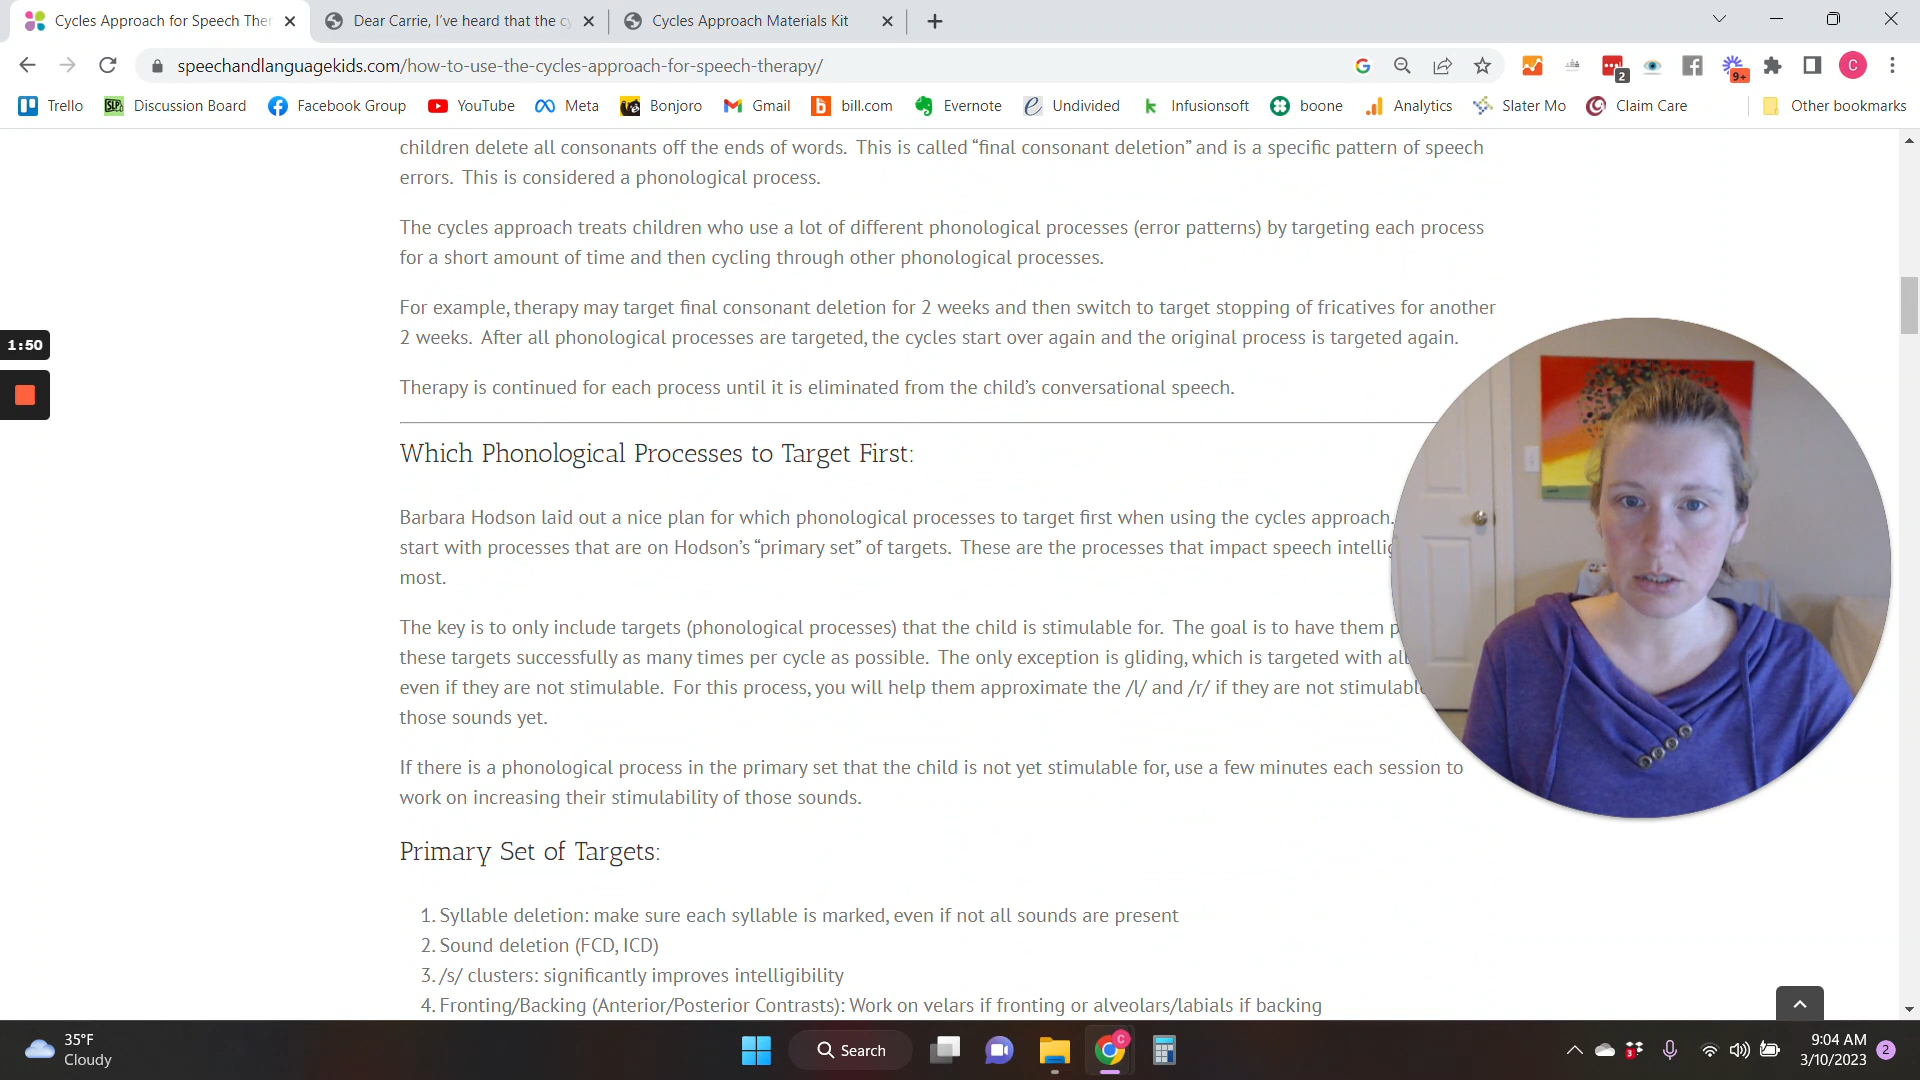 Cycles Approach for Speech Ther
Dear Carrie, I've heard that the cy
Cycles Approach Materials Kit
speechandlanguagekids.com/how-to-use-the-cycles-approach-for-speech-therapy/
2
9+
C
Trello
SLP
Discussion Board
Facebook Group
YouTube
Meta
Bonjoro
Gmail
bill.com
Evernote
Undivided
Infusionsoft
boone
Analytics
Slater Mo
Claim Care
Other bookmarks
children delete all consonants off the ends of words. This is called “final consonant deletion” and is a specific pattern of speech
errors. This is considered a phonological process.
The cycles approach treats children who use a lot of different phonological processes (error patterns) by targeting each process
for a short amount of time and then cycling through other phonological processes.
For example, therapy may target final consonant deletion for 2 weeks and then switch to target stopping of fricatives for another
2 weeks. After all phonological processes are targeted, the cycles start over again and the original process is targeted again.
1:50
Therapy is continued for each process until it is eliminated from the child’s conversational speech.
Which Phonological Processes to Target First:
Barbara Hodson laid out a nice plan for which phonological processes to target first when using the cycles approach.
start with processes that are on Hodson’s “primary set” of targets. These are the processes that impact speech intellig
most.
The key is to only include targets (phonological processes) that the child is stimulable for. The goal is to have them p
these targets successfully as many times per cycle as possible. The only exception is gliding, which is targeted with all
even if they are not stimulable. For this process, you will help them approximate the /l/ and /r/ if they are not stimulable
those sounds yet.
If there is a phonological process in the primary set that the child is not yet stimulable for, use a few minutes each session to
work on increasing their stimulability of those sounds.
Primary Set of Targets:
1. Syllable deletion: make sure each syllable is marked, even if not all sounds are present
2. Sound deletion (FCD, ICD)
3. /s/ clusters: significantly improves intelligibility
4. Fronting/Backing (Anterior/Posterior Contrasts): Work on velars if fronting or alveolars/labials if backing
35°F
Cloudy
Search
C
3
9:04 AM
3/10/2023
2